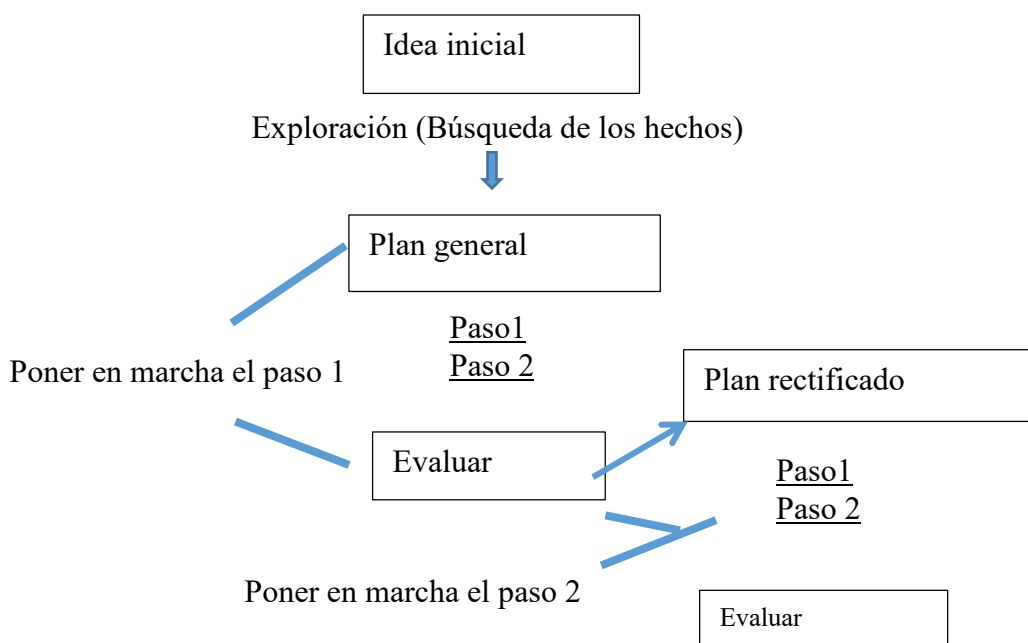 Idea inicial
Exploración (Búsqueda de los hechos)
Plan general
Paso1
Paso 2
Poner en marcha el paso 1
Plan rectificado
Evaluar
Paso1
Paso 2
Poner en marcha el paso 2
Evaluar